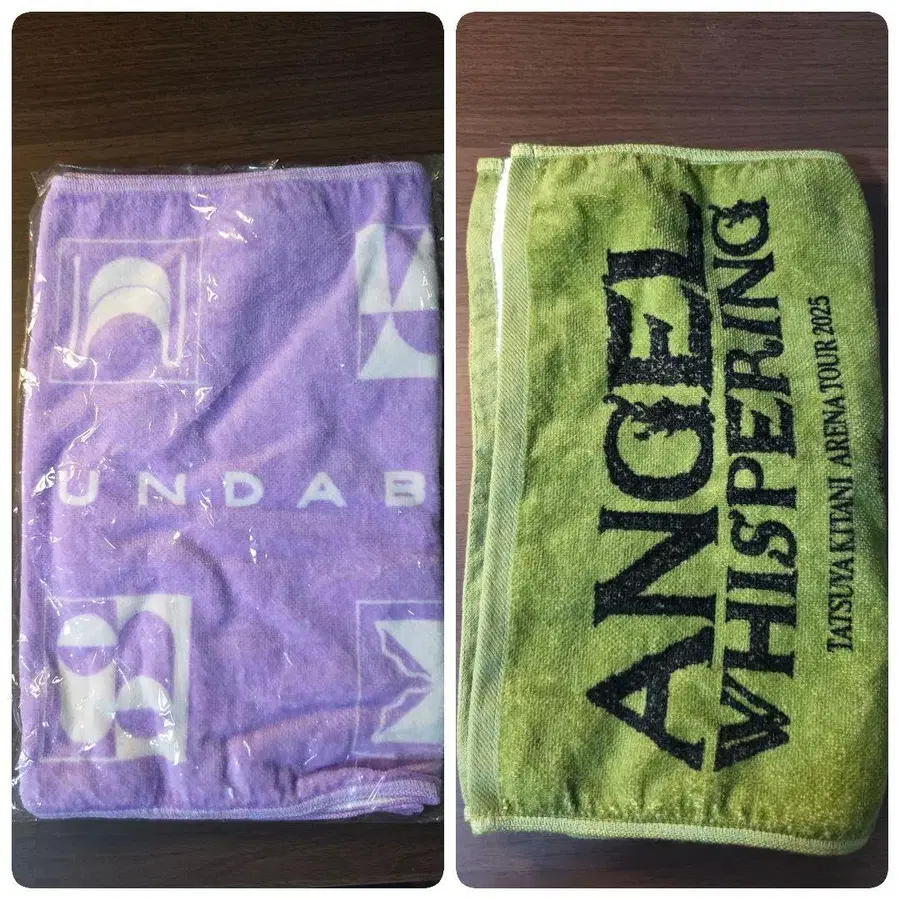 UNDAB
ANGEL
WHISPERING
TATSUYA KITANI ARENA TOUR 2025